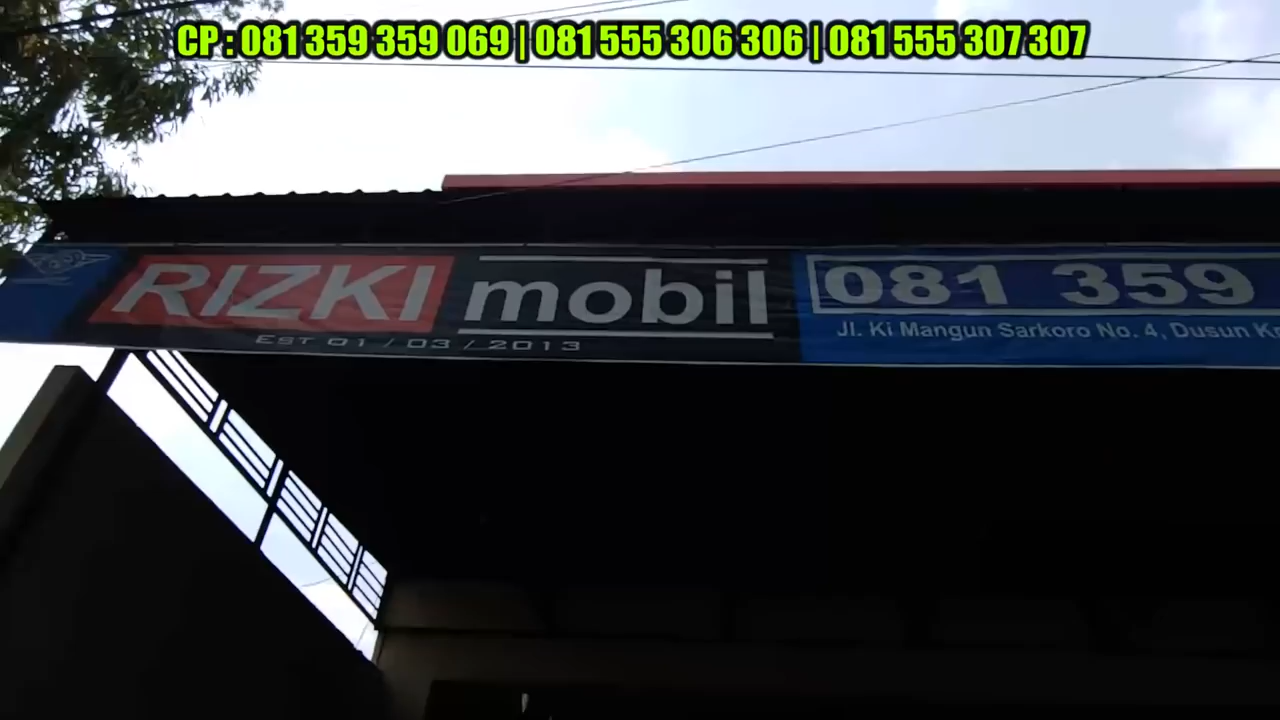 CP : 081 359 359 069 | 081 555 306 306 | 081 555 307 307
RIZKI mobil
EST 01 / 03 / 2013
081 359
Jl. Ki Mangun Sarkoro No. 4, Dusun